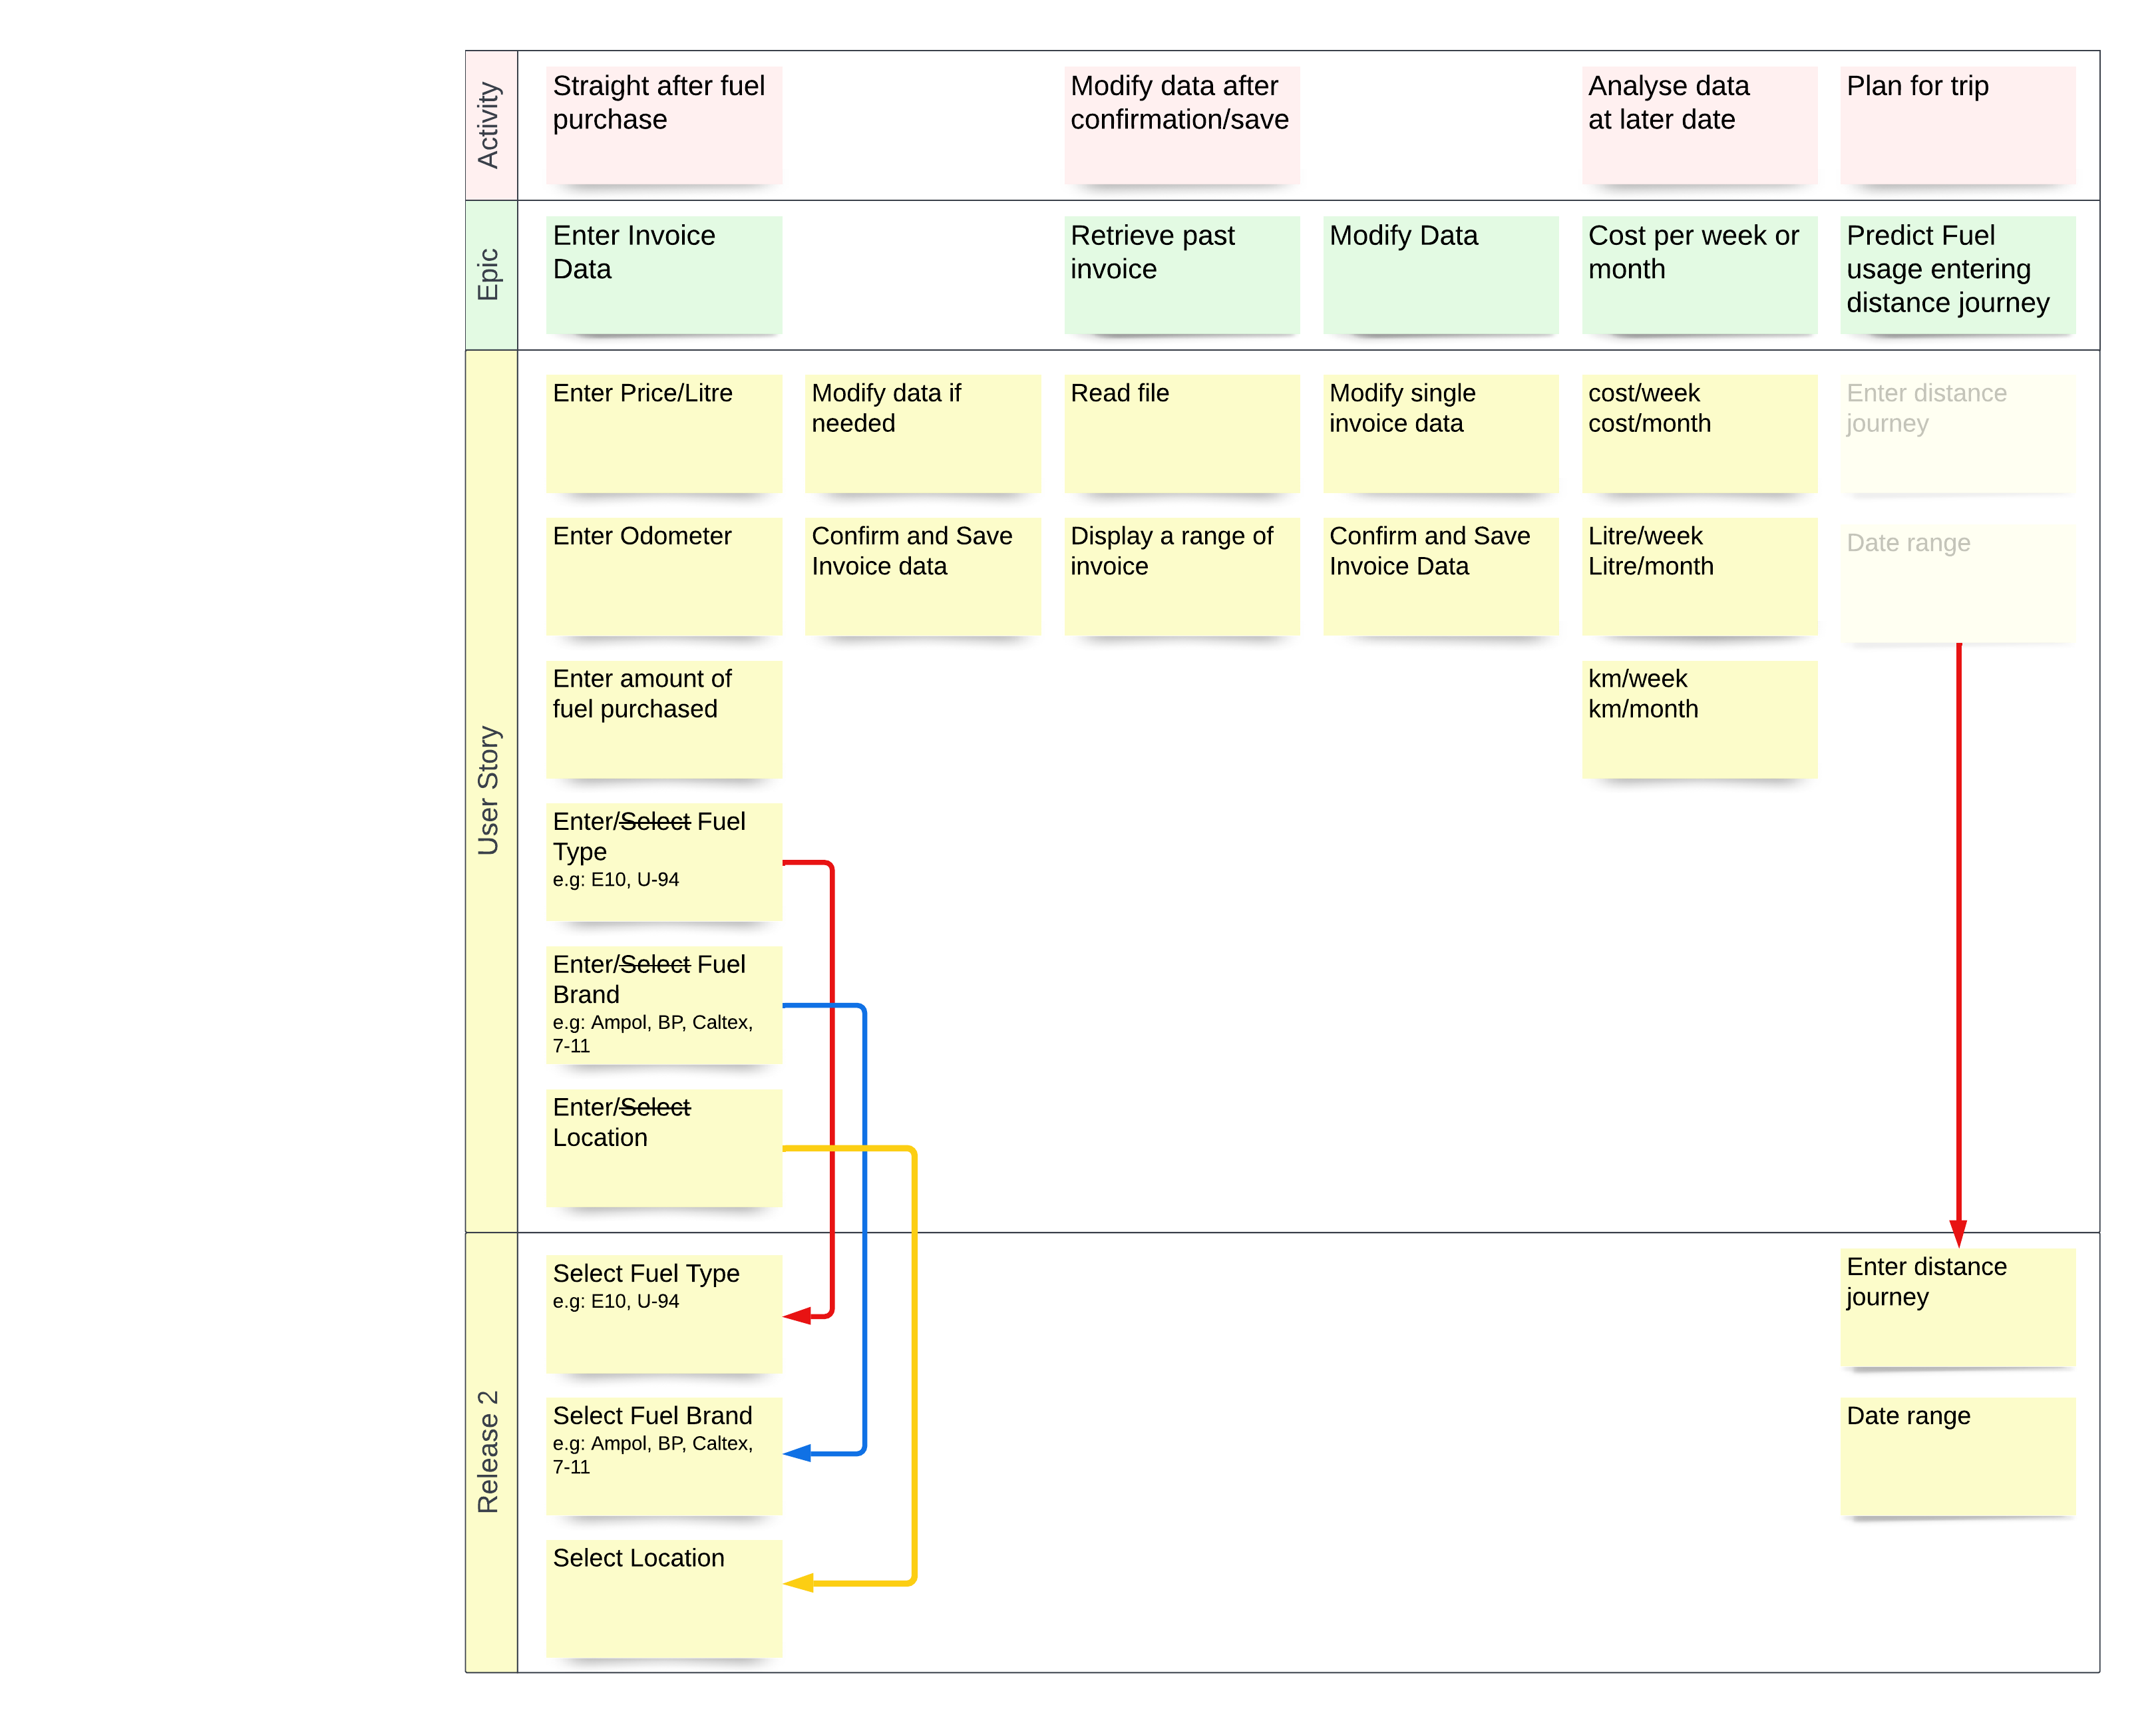 Activity
Straight after fuel
purchase
Modify data after
confirmation/save
Analyse data
at later date
Plan for trip
Epic
Enter Invoice
Data
Retrieve past
invoice
Modify Data
Cost per week or
month
Predict Fuel
usage entering
distance journey
User Story
Enter Price/Litre
Modify data if
needed
Read file
Modify single
invoice data
cost/week
cost/month
Enter distance
journey
Enter Odometer
Confirm and Save
Invoice data
Display a range of
invoice
Confirm and Save
Invoice Data
Litre/week
Litre/month
Date range
Enter amount of
fuel purchased
km/week
km/month
Enter/Select Fuel
Type
e.g: E10, U-94
Enter/Select Fuel
Brand
e.g: Ampol, BP, Caltex,
7-11
Enter/Select
Location
Release 2
Select Fuel Type
e.g: E10, U-94
Enter distance
journey
Select Fuel Brand
e.g: Ampol, BP, Caltex,
7-11
Date range
Select Location